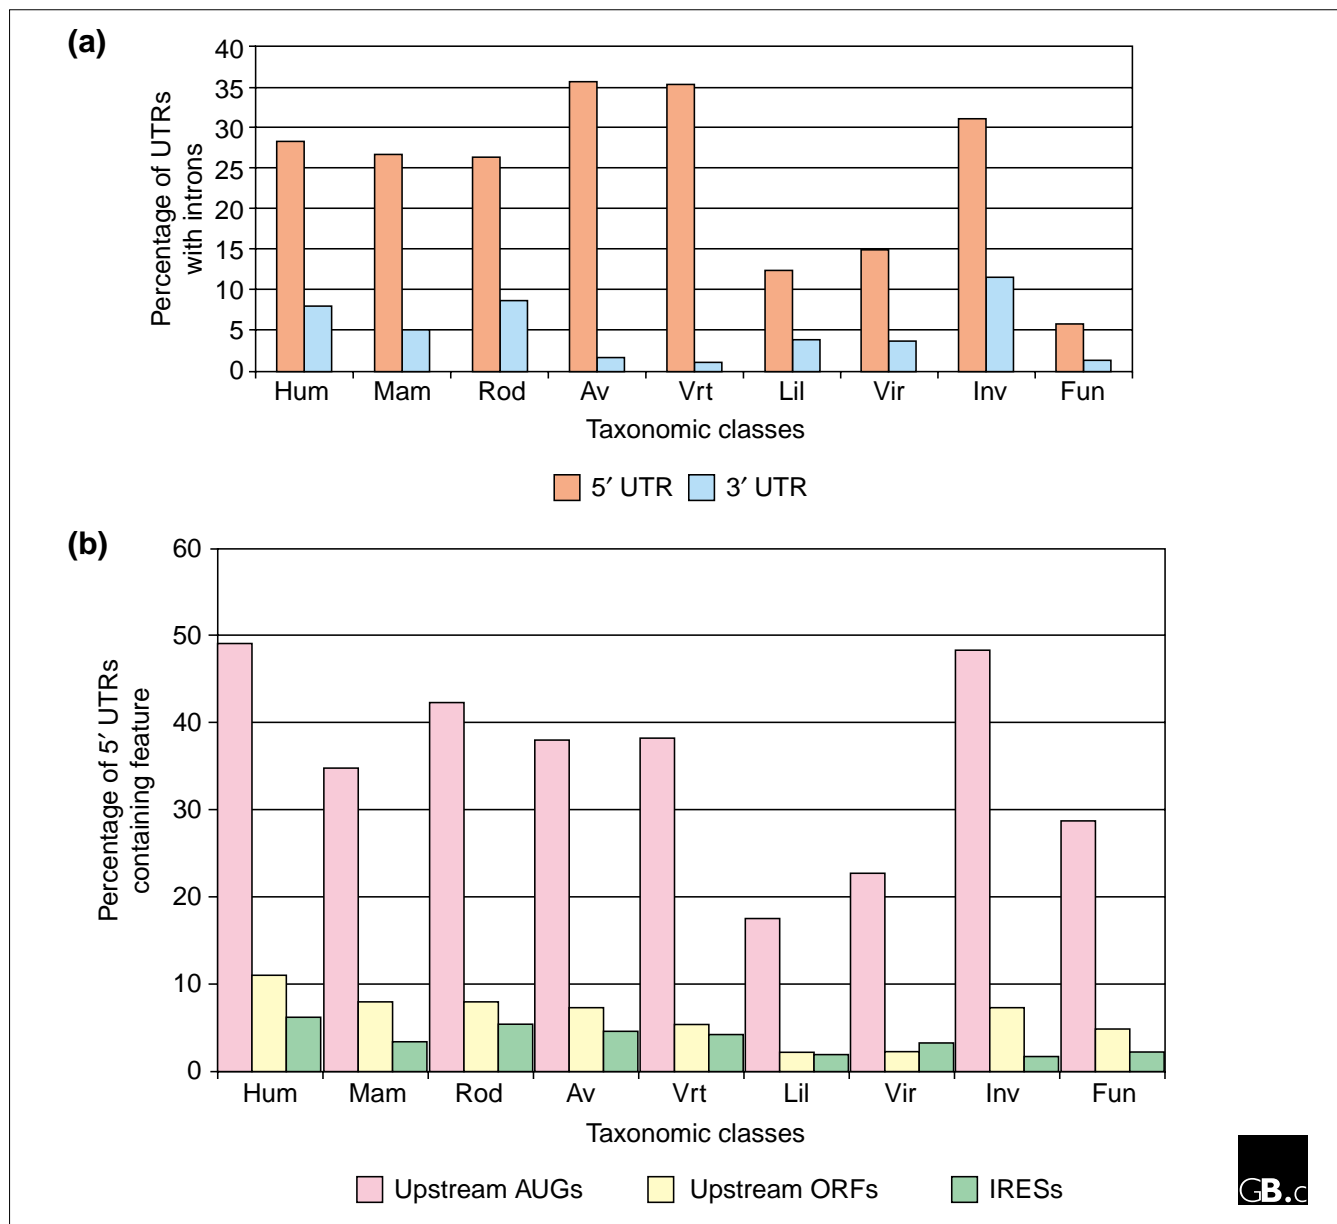 (a)
40
35
30
25
20
15
10
5
0
Percentage of UTRs
with introns
Hum Mam Rod Av Vrt Lil Vir Inv Fun
Taxonomic classes
5′ UTR 3′ UTR
(b)
60
50
40
30
20
10
0
Percentage of 5′ UTRs
containing feature
Hum Mam Rod Av Vrt Lil Vir Inv Fun
Taxonomic classes
Upstream AUGs Upstream ORFs IRESs
GB.c